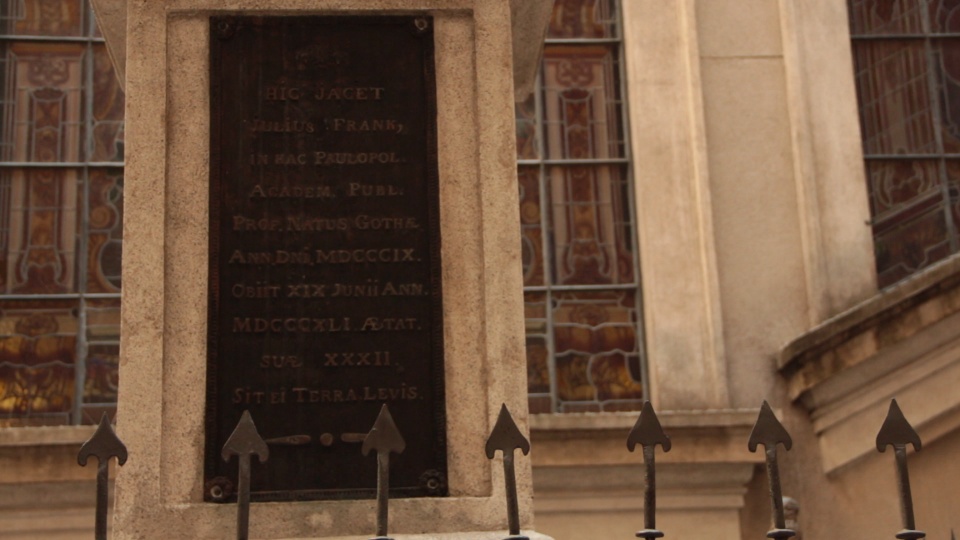 HIC JACET
JULIUS FRANK,
IN HAC PAULOPOL.
ACADEM. PUBL.
PROF. NATUS GOTHÆ
ANN. DNI MDCCCIX.
OBIIT XIX JUNII ANN.
MDCCCXLI ÆTAT.
SUÆ XXXII.
SIT EI TERRA LEVIS.